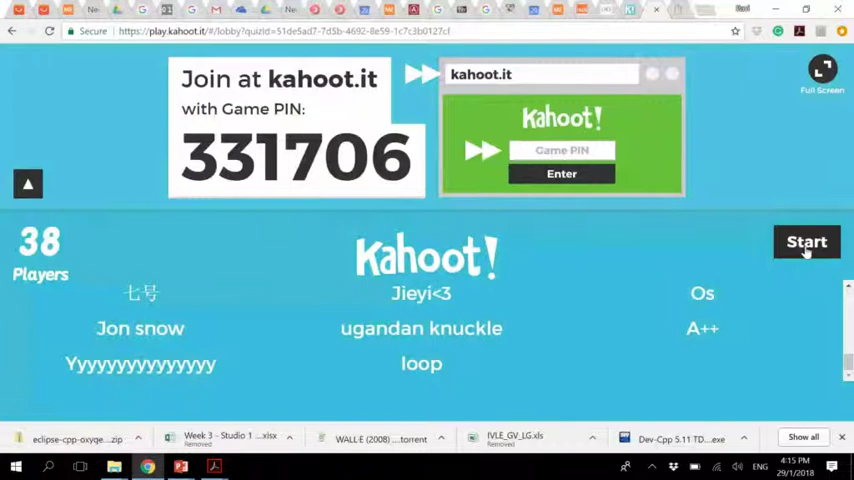 Secure
https://play.kahoot.it/#/lobby?quizId=51de5ad7-7d5b-4692-8e59-1c7c3b0127cf
Join at kahoot.it
with Game PIN:
331706
kahoot.it
Kahoot!
Game PIN
Enter
Full Screen
38
Players
Kahoot!
Start
七号
Jieyi<3
Os
Jon snow
ugandan knuckle
A++
Yyyyyyyyyyyyyyy
loop
eclipse-cpp-oxyge....zip
Week 3 - Studio 1 ....xlsx
Removed
WALL·E (2008) ....torrent
IVLE_GV_LG.xls
Removed
Dev-Cpp 5.11 TD....exe
Show all
ENG
4:15 PM
29/1/2018